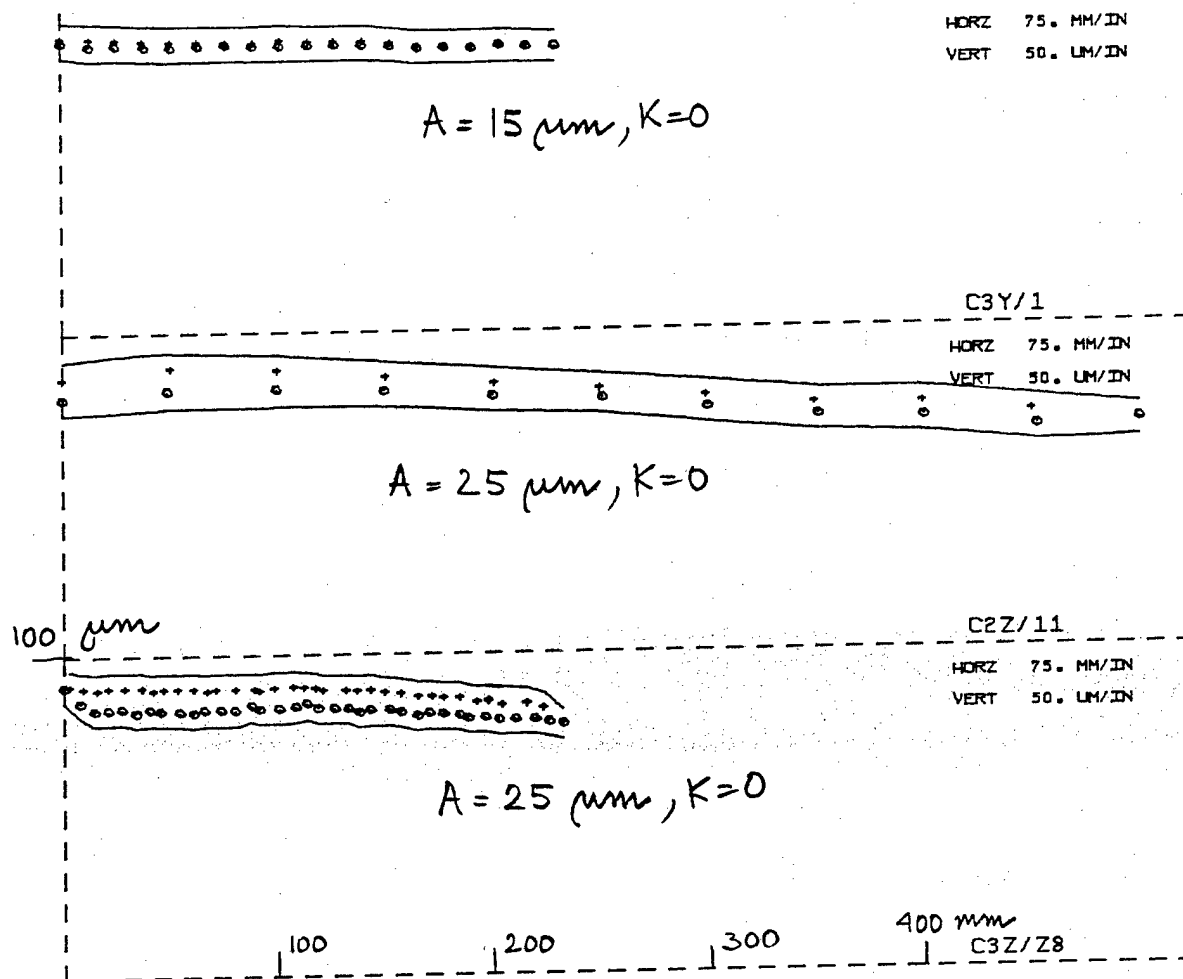 HORZ 75. MM/IN
VERT 50. UM/IN
A = 15 μm, K=0
C3Y/1
HORZ 75. MM/IN
VERT 50. UM/IN
A = 25 μm, K=0
100 μm
C2Z/11
HORZ 75. MM/IN
VERT 50. UM/IN
A = 25 μm, K=0
100 200 300 400 mm
C3Z/Z8